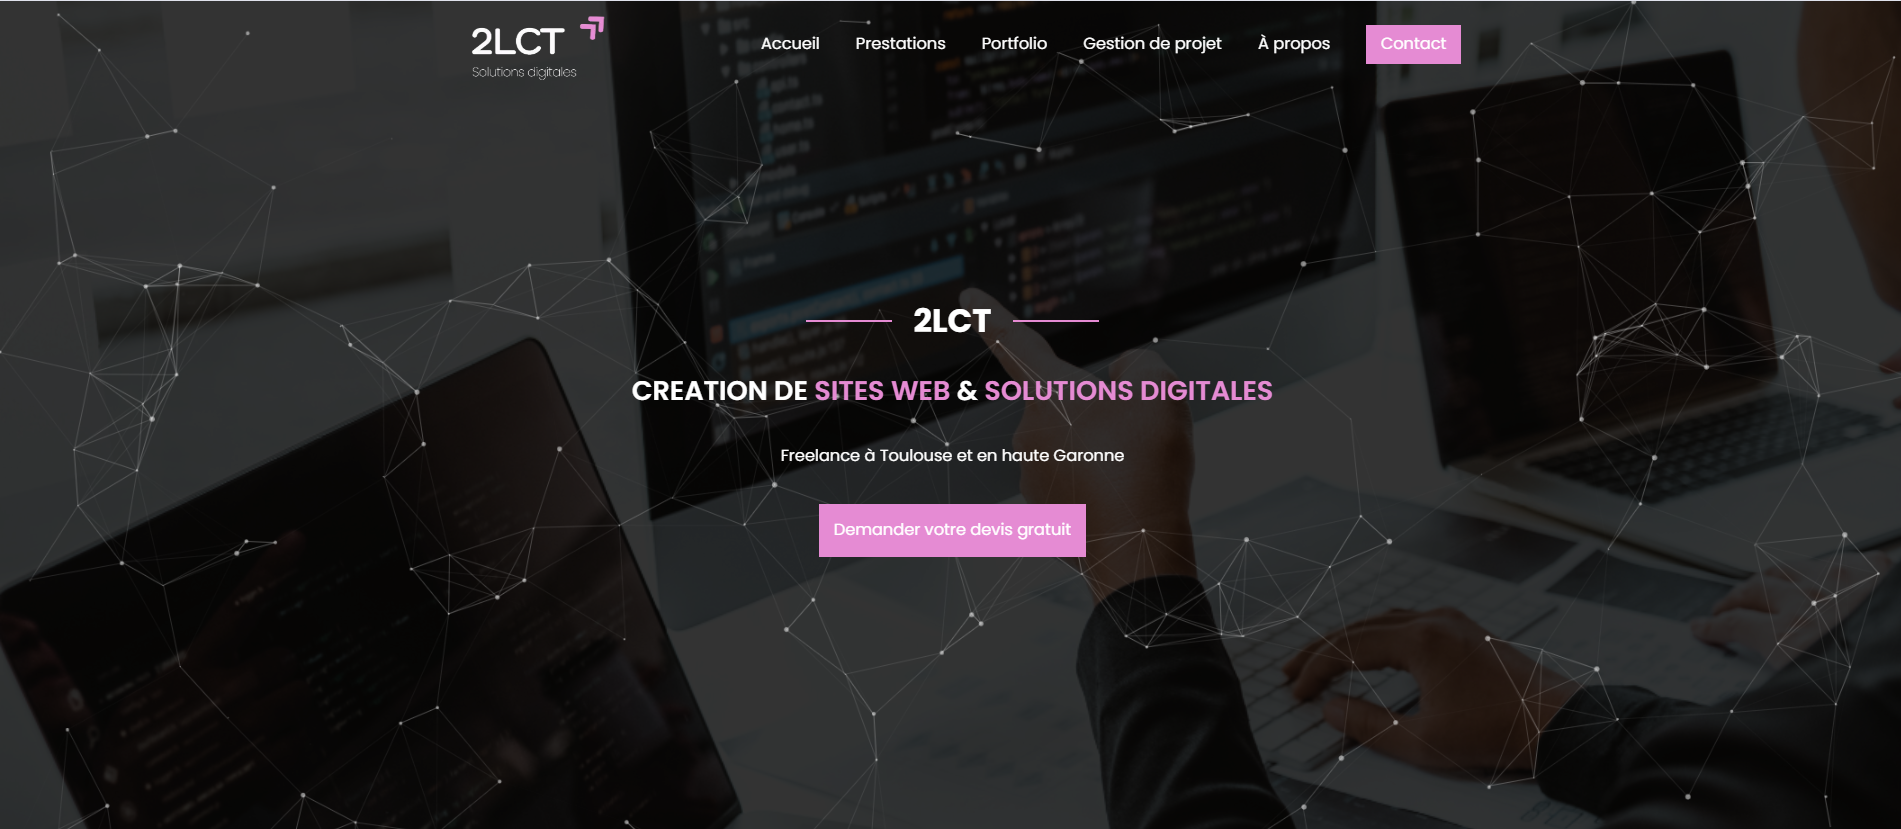 2LCT
Solutions digitales
Accueil
Prestations
Portfolio
Gestion de projet
À propos
Contact
2LCT
CREATION DE SITES WEB & SOLUTIONS DIGITALES
Freelance à Toulouse et en haute Garonne
Demander votre devis gratuit